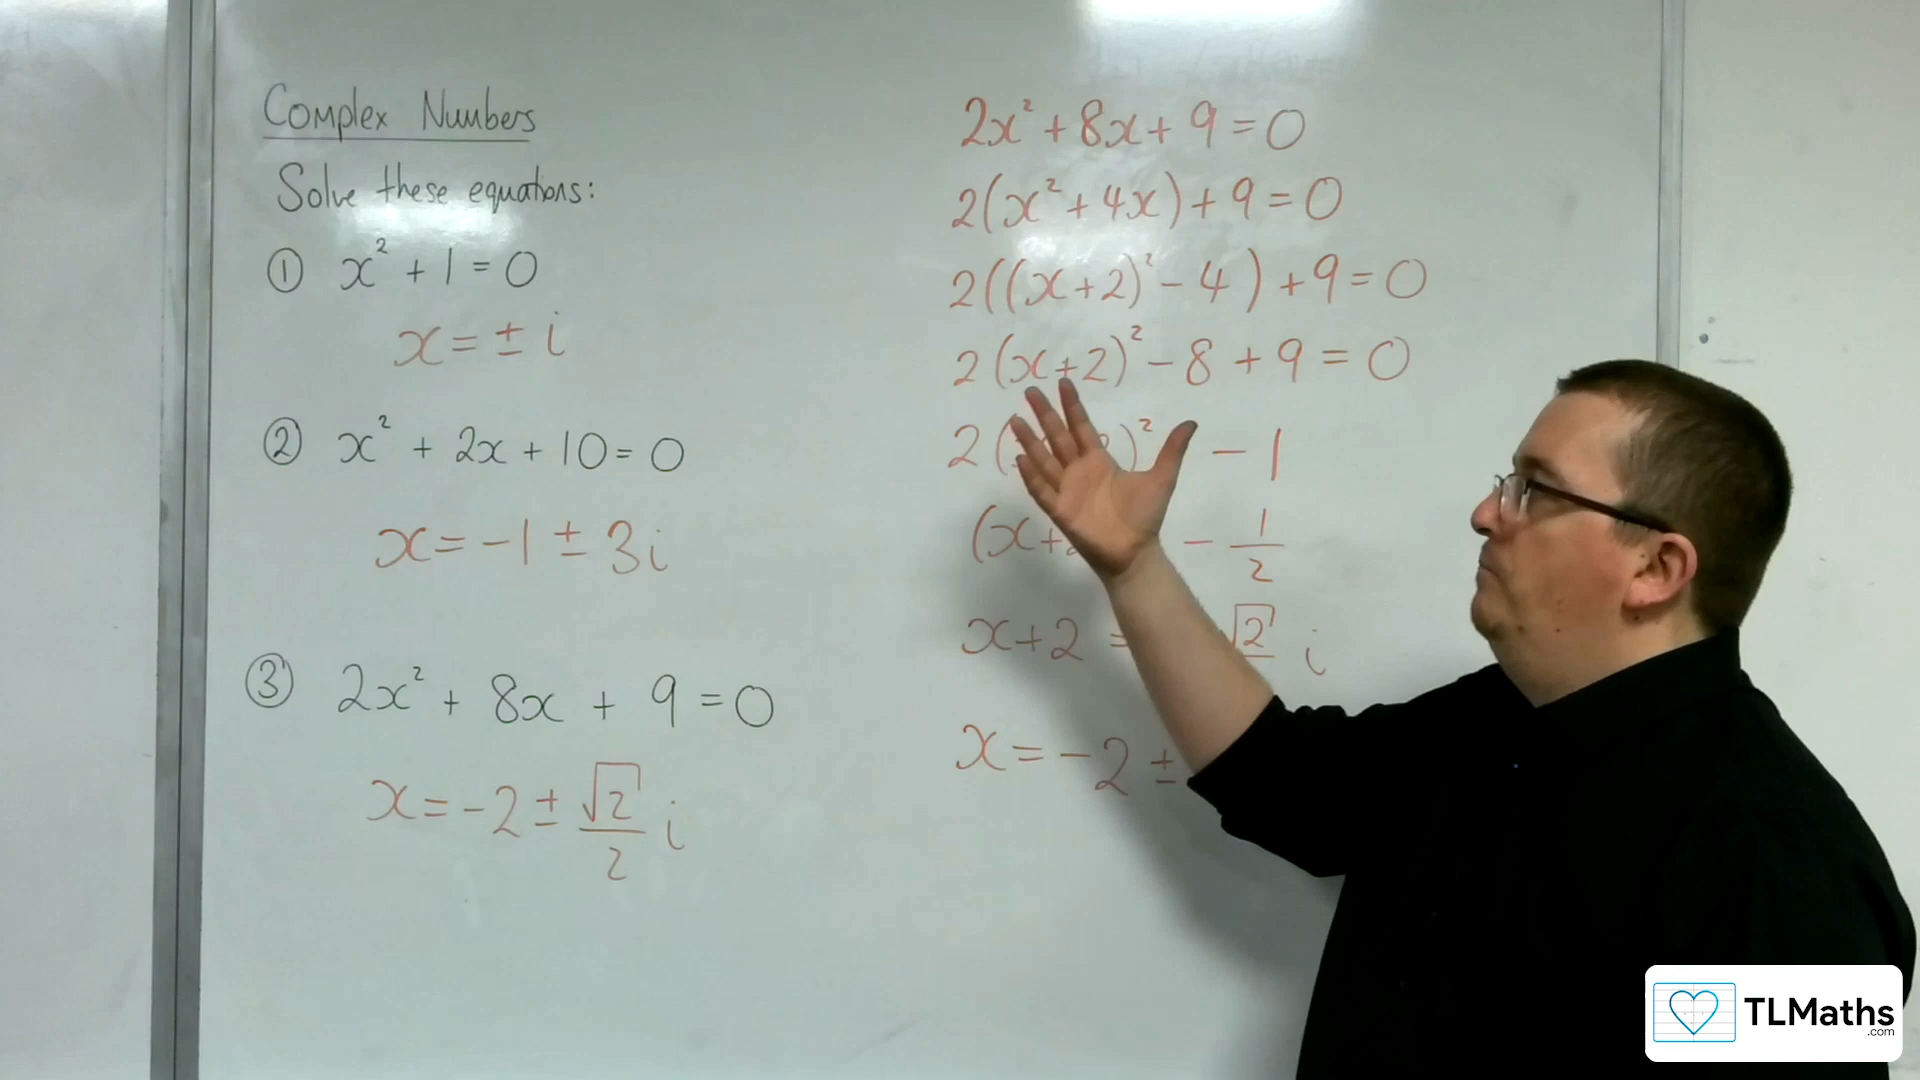 Complex Numbers
Solve these equations:
① x² + 1 = 0
x = ± i
② x² + 2x + 10 = 0
x = -1 ± 3i
③ 2x² + 8x + 9 = 0
x = -2 ± √2/2 i
2x² + 8x + 9 = 0
2(x² + 4x) + 9 = 0
2((x+2)² - 4) + 9 = 0
2(x+2)² - 8 + 9 = 0
2( )² - 1
(x+ - 1/2
x+2 = √2 i
x = -2 ±
TLMaths
.com